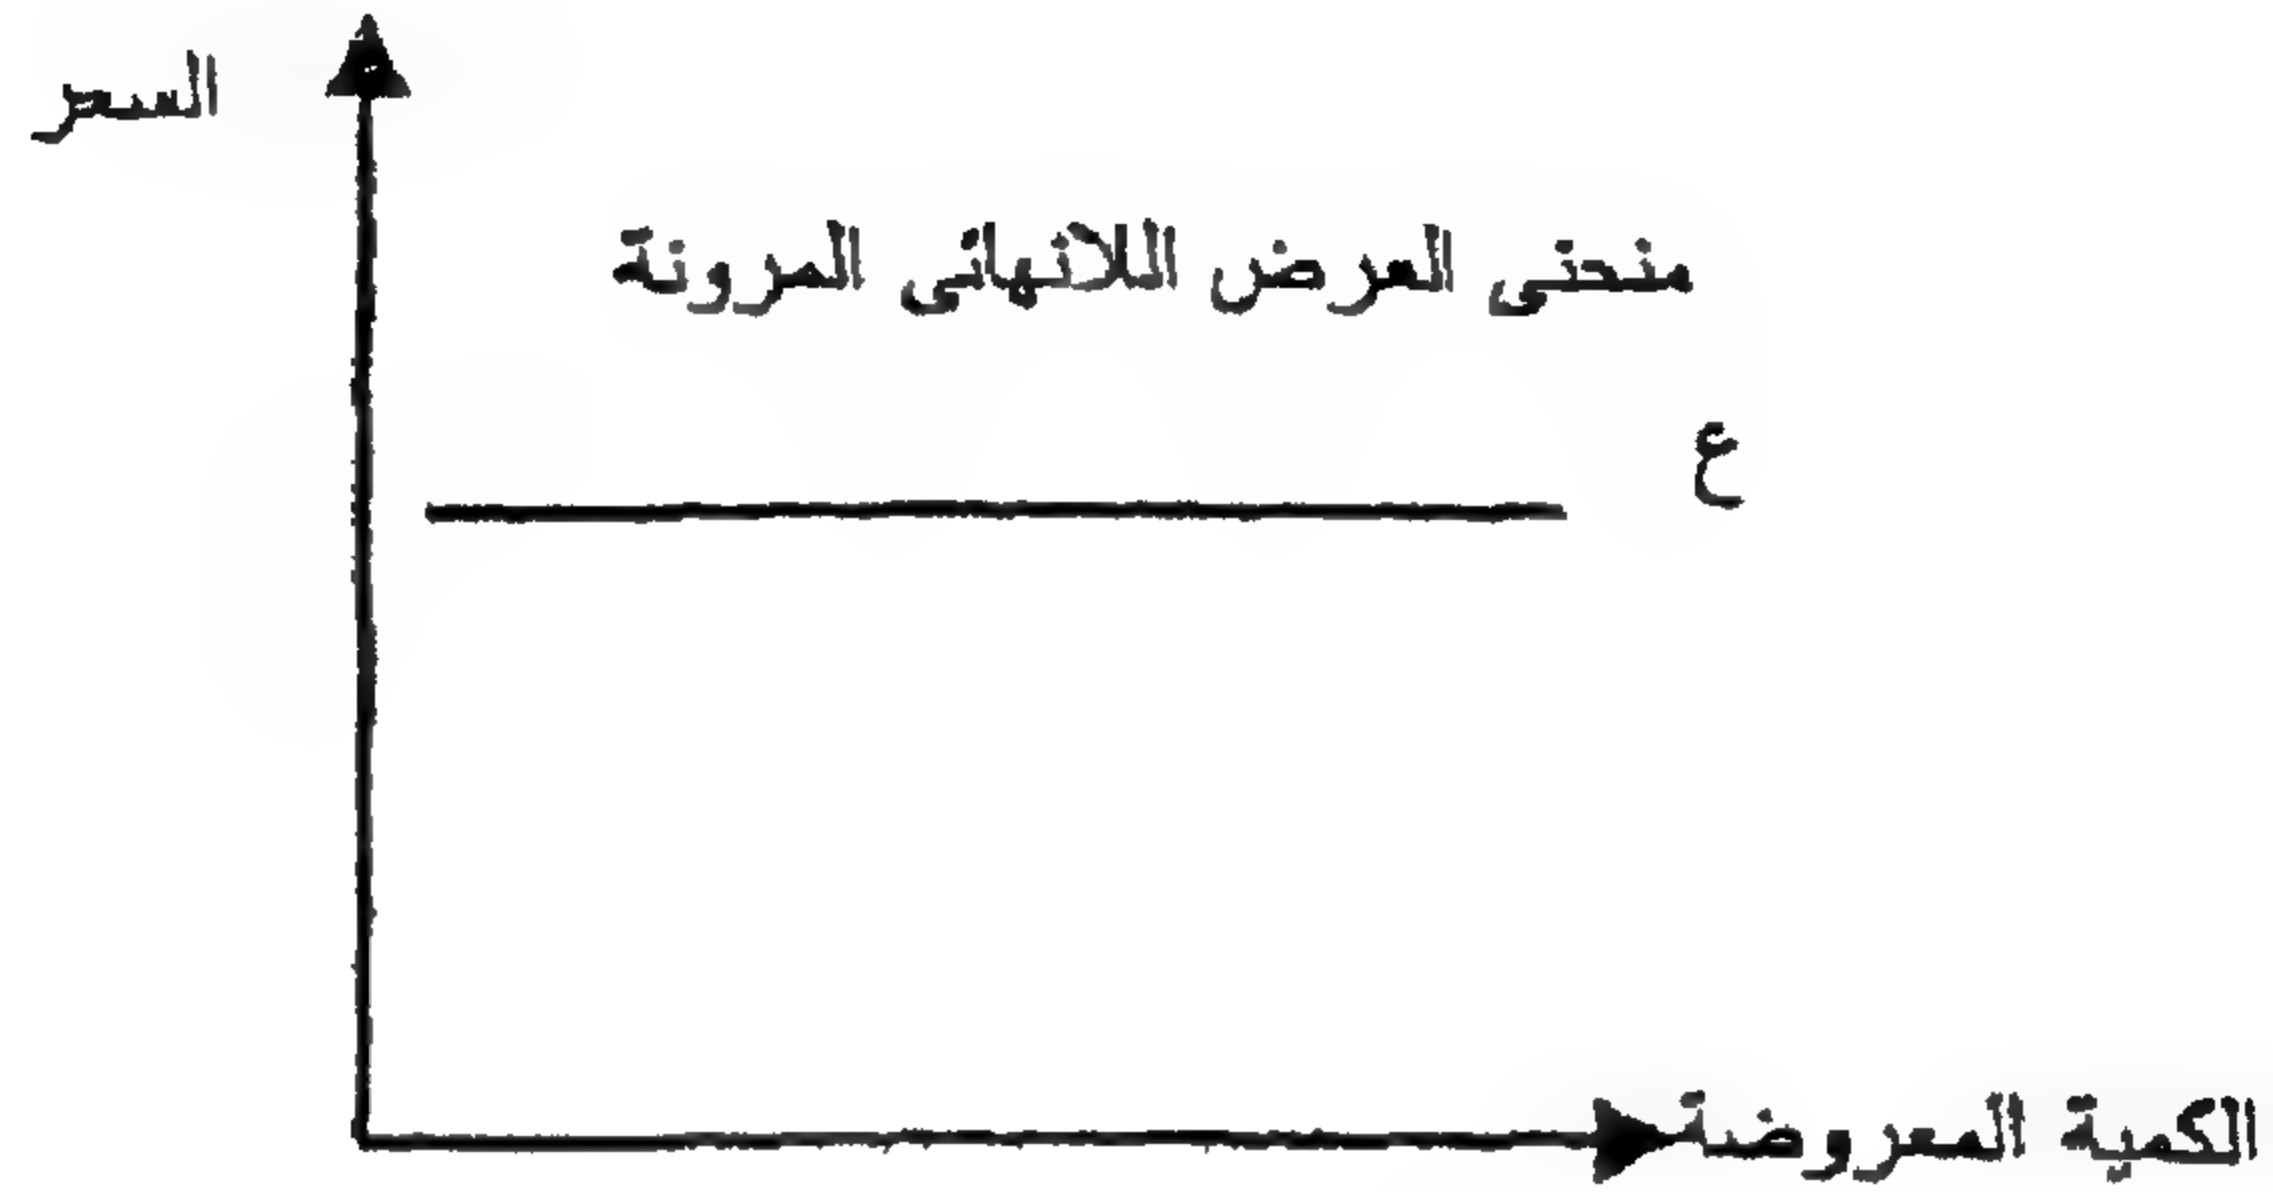 السعر
منحنى العرض اللانهائى المرونة
ع
الكمية المعروضة